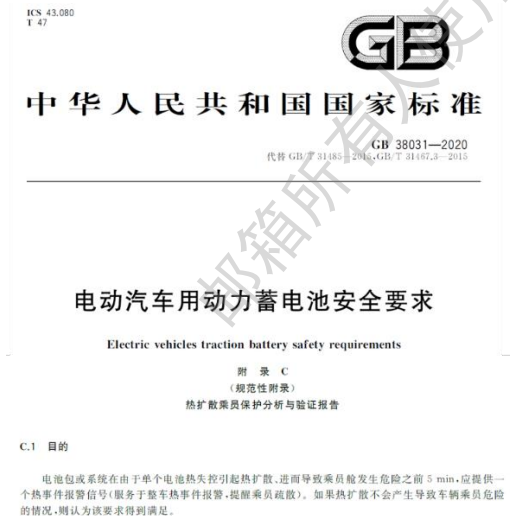 ICS 43.080
T 47
GB
中华人民共和国国家标准
GB 38031—2020
代替 GB/T 31485—2015,GB/T 31467.3—2015
电动汽车用动力蓄电池安全要求
Electric vehicles traction battery safety requirements
附 录 C
(规范性附录)
热扩散乘员保护分析与验证报告
C.1 目的
电池包或系统在由于单个电池热失控引起热扩散、进而导致乘员舱发生危险之前 5 min,应提供一
个热事件报警信号(服务于整车热事件报警,提醒乘员疏散)。如果热扩散不会产生导致车辆乘员危险
的情况,则认为该要求得到满足。
邮箱所有人使用